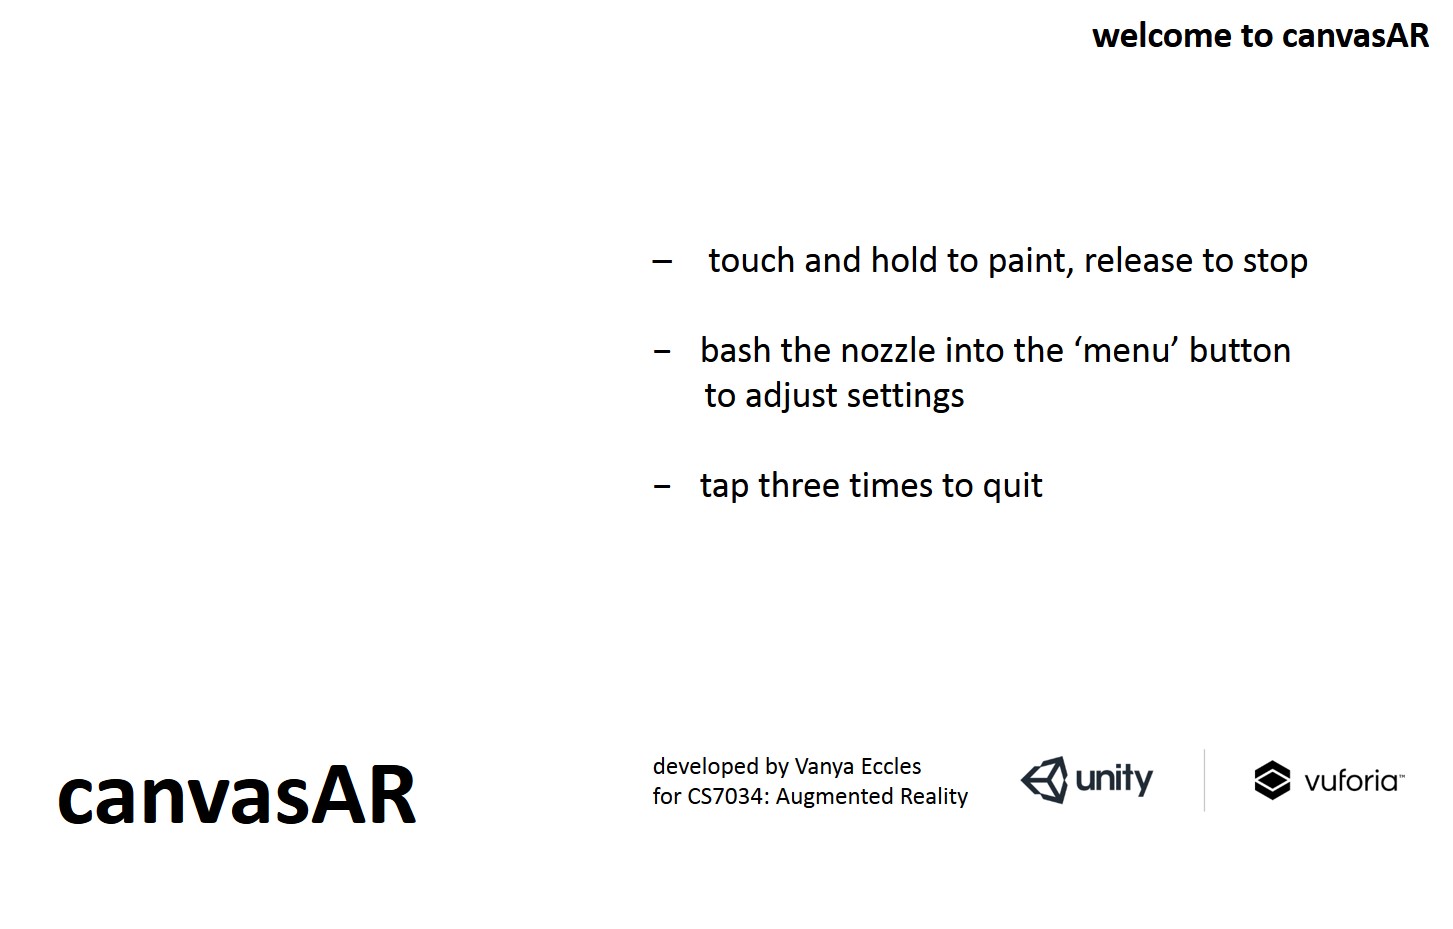 welcome to canvasAR
– touch and hold to paint, release to stop
– bash the nozzle into the ‘menu’ button
to adjust settings
– tap three times to quit
canvasAR
developed by Vanya Eccles
for CS7034: Augmented Reality
unity
vuforia™